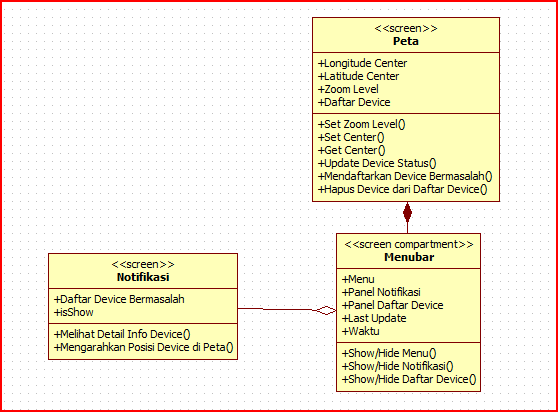 <<screen>>
Peta
+Longitude Center
+Latitude Center
+Zoom Level
+Daftar Device
+Set Zoom Level()
+Set Center()
+Get Center()
+Update Device Status()
+Mendaftarkan Device Bermasalah()
+Hapus Device dari Daftar Device()
<<screen compartment>>
Menubar
+Menu
+Panel Notifikasi
+Panel Daftar Device
+Last Update
+Waktu
+Show/Hide Menu()
+Show/Hide Notifikasi()
+Show/Hide Daftar Device()
<<screen>>
Notifikasi
+Daftar Device Bermasalah
+isShow
+Melihat Detail Info Device()
+Mengarahkan Posisi Device di Peta()